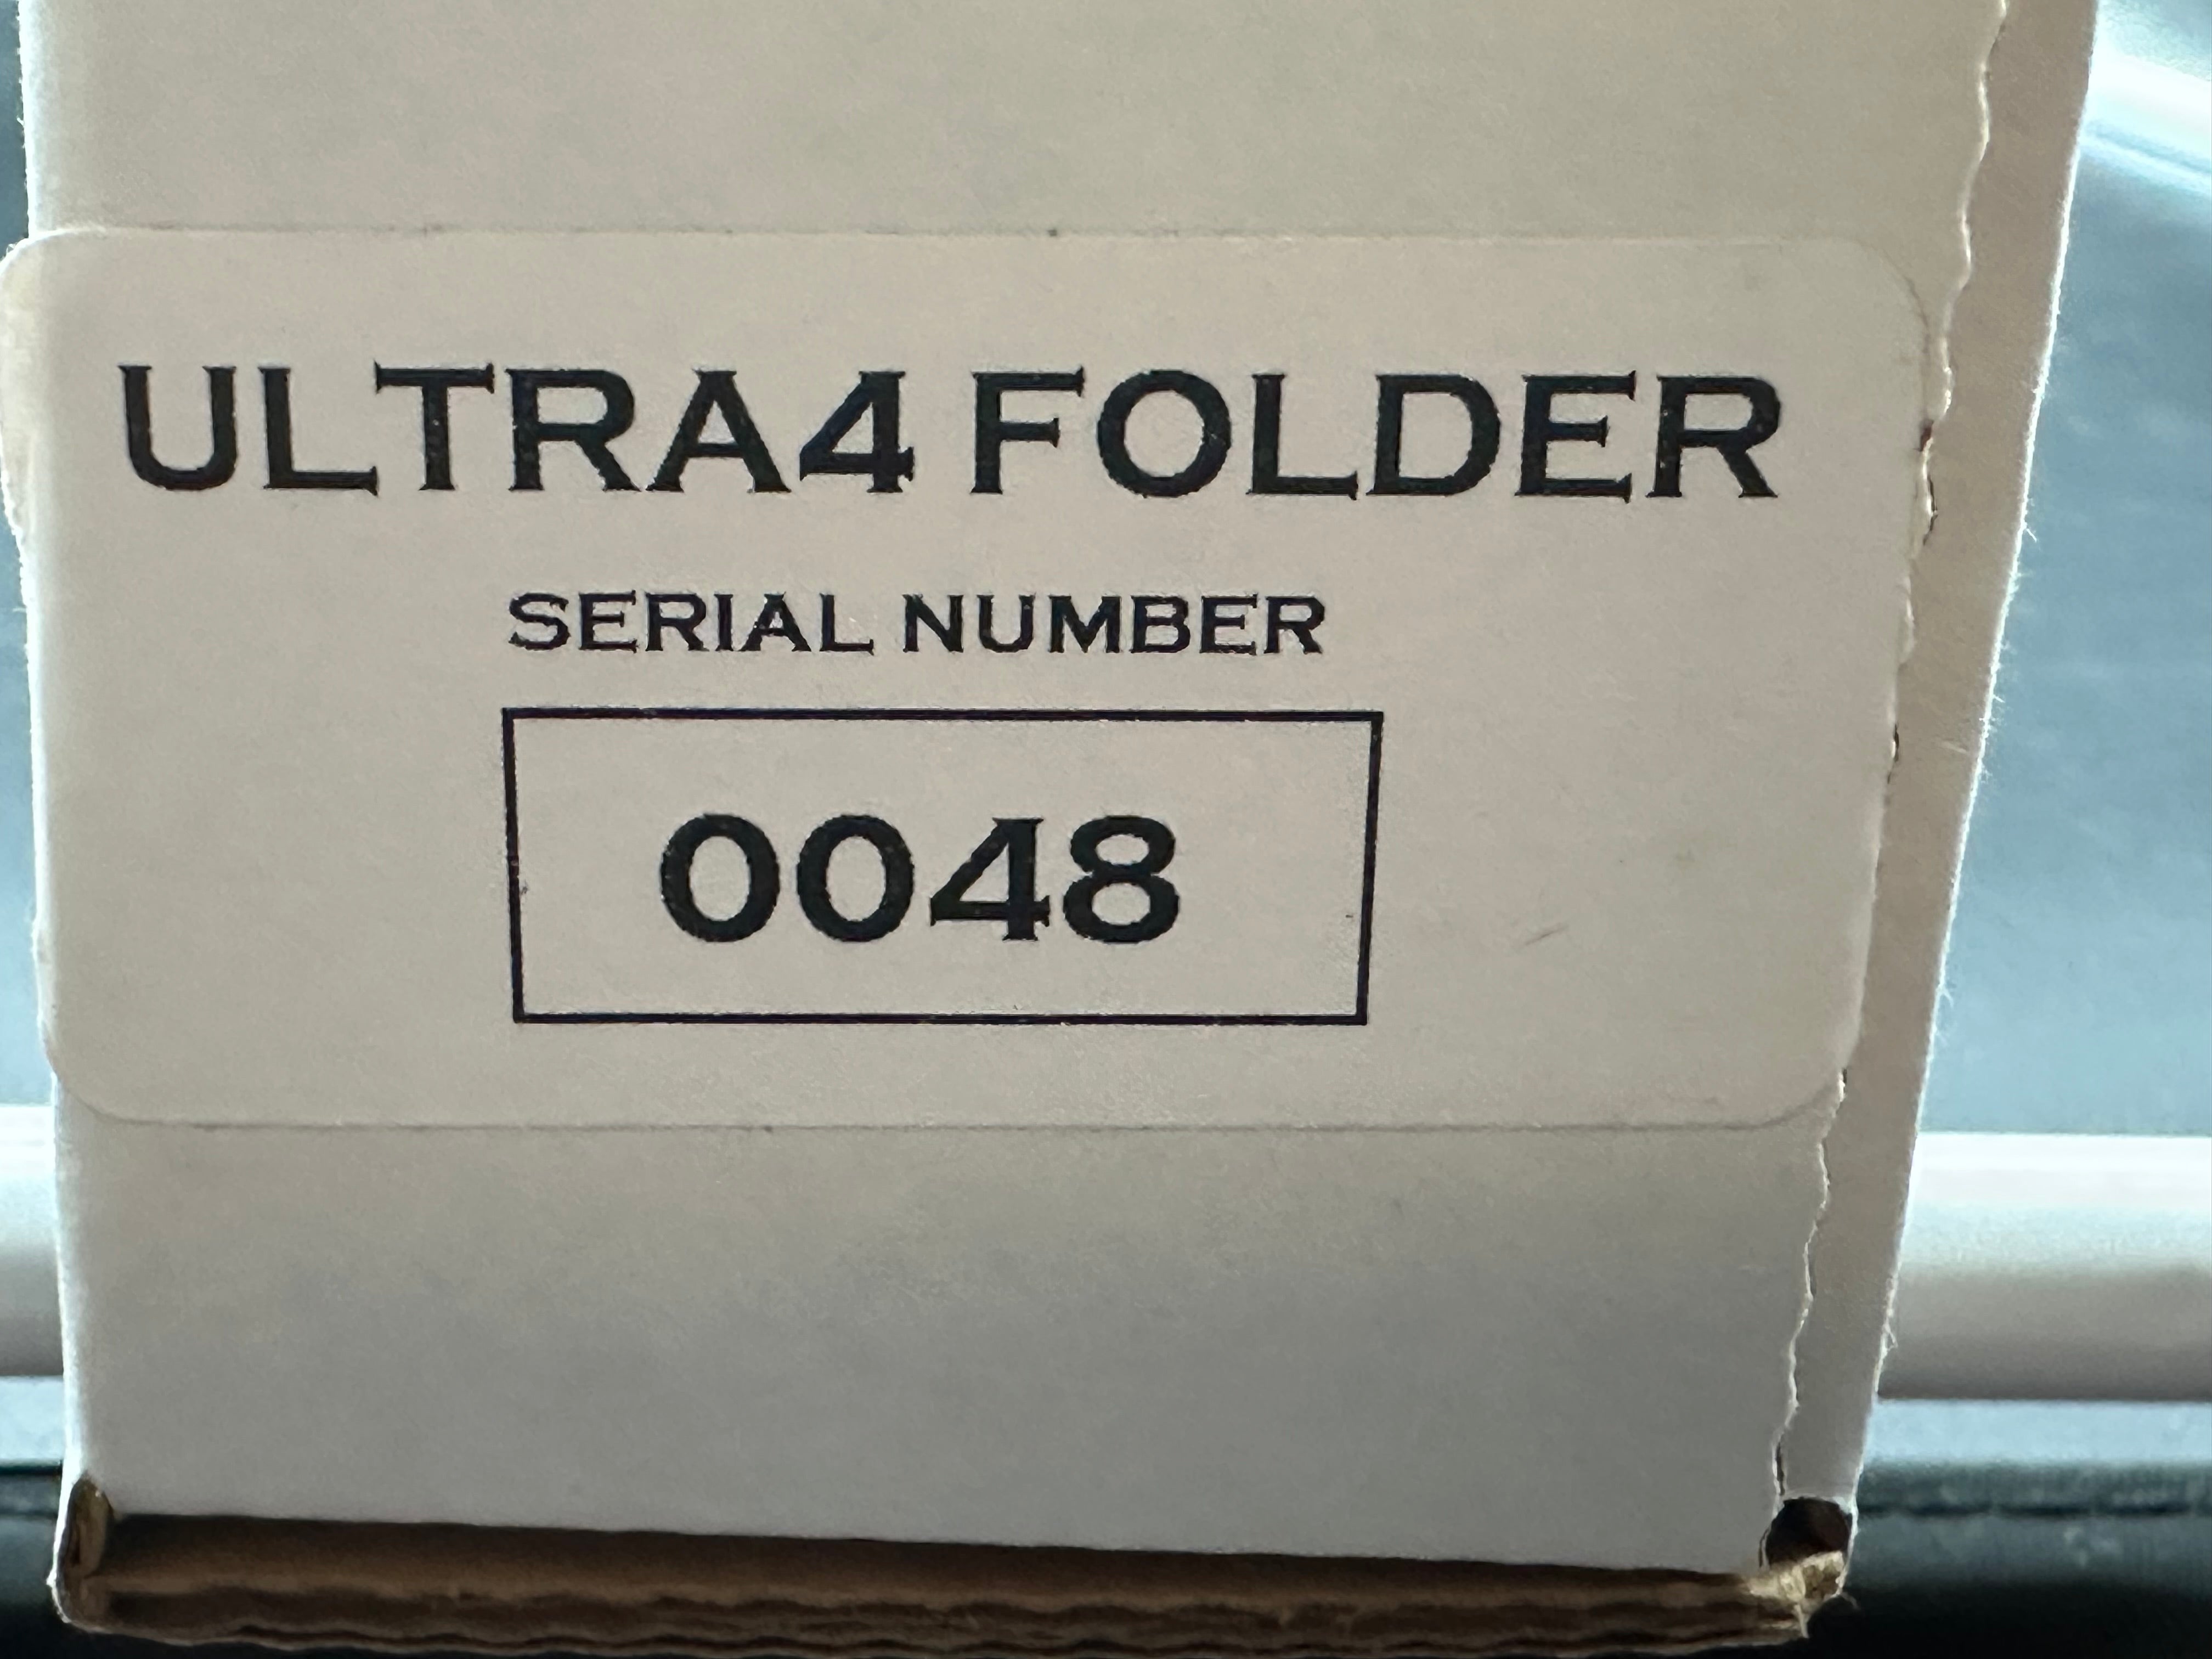 ULTRA4 FOLDER
SERIAL NUMBER
0048